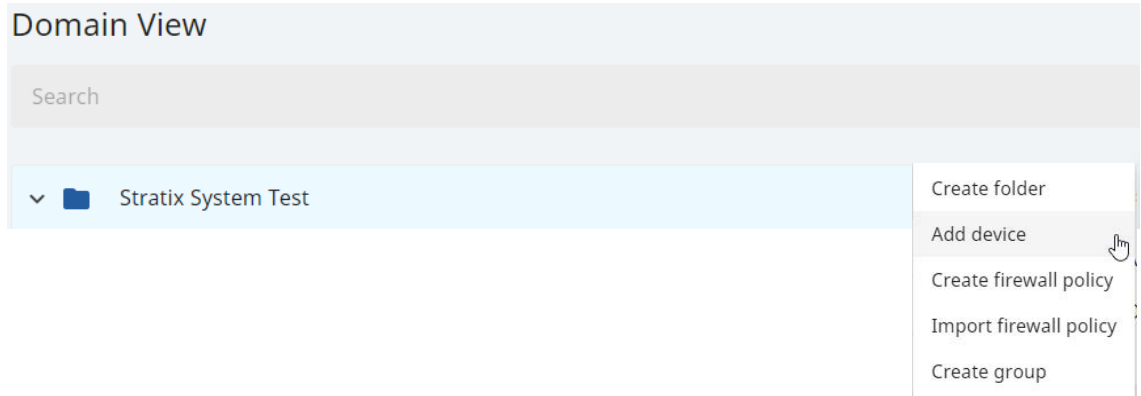 Domain View
Search
Stratix System Test
Create folder
Add device
Create firewall policy
Import firewall policy
Create group